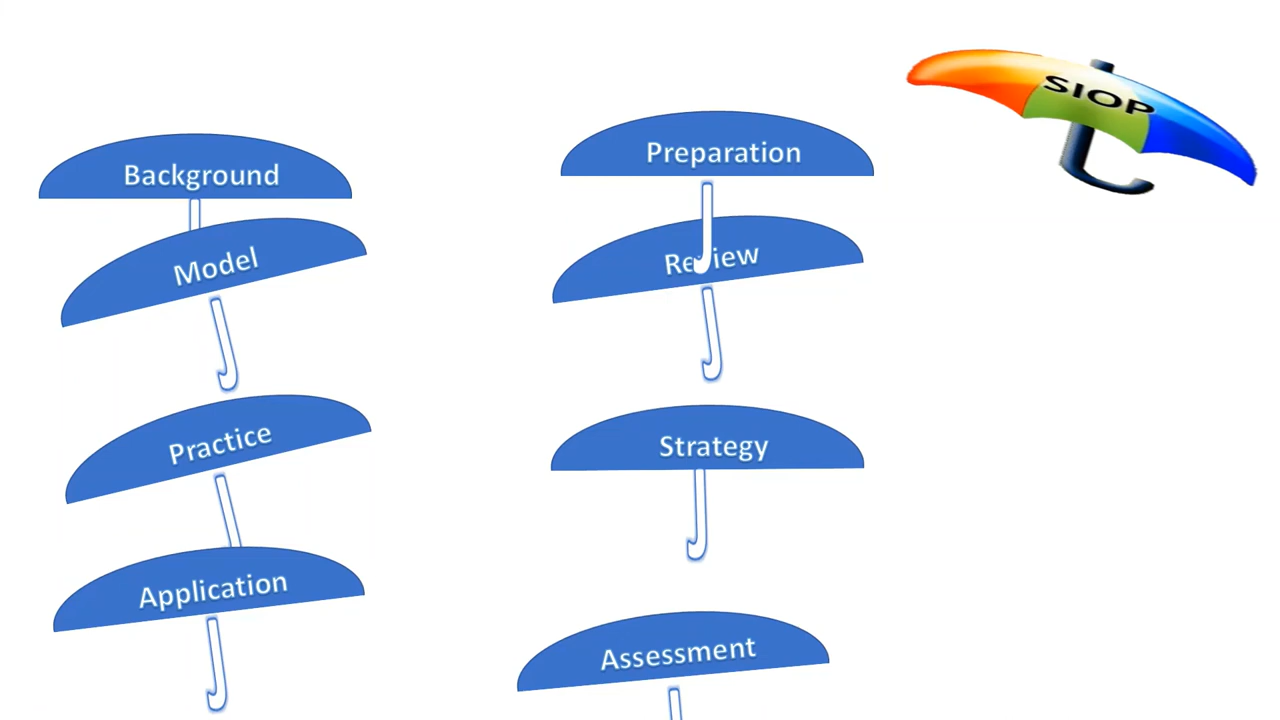 SIOP
Background
Model
Practice
Application
Preparation
Review
Strategy
Assessment